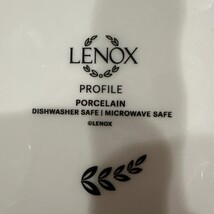 LENOX
PROFILE
PORCELAIN
DISHWASHER SAFE | MICROWAVE SAFE
©LENOX